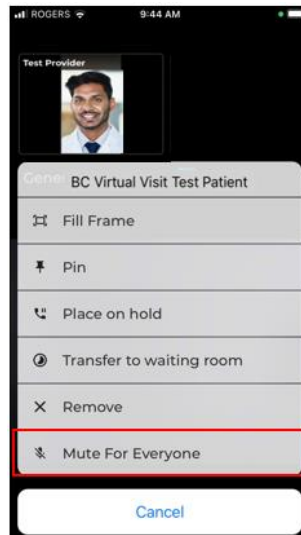 ROGERS 9:44 AM
Test Provider
BC Virtual Visit Test Patient
Fill Frame
Pin
Place on hold
Transfer to waiting room
Remove
Mute For Everyone
Cancel